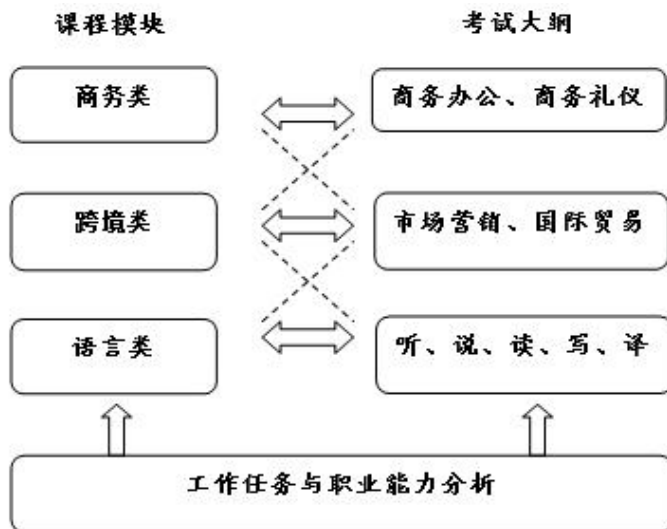 课程模块
考试大纲
商务类
商务办公、商务礼仪
跨境类
市场营销、国际贸易
语言类
听、说、读、写、译
工作任务与职业能力分析